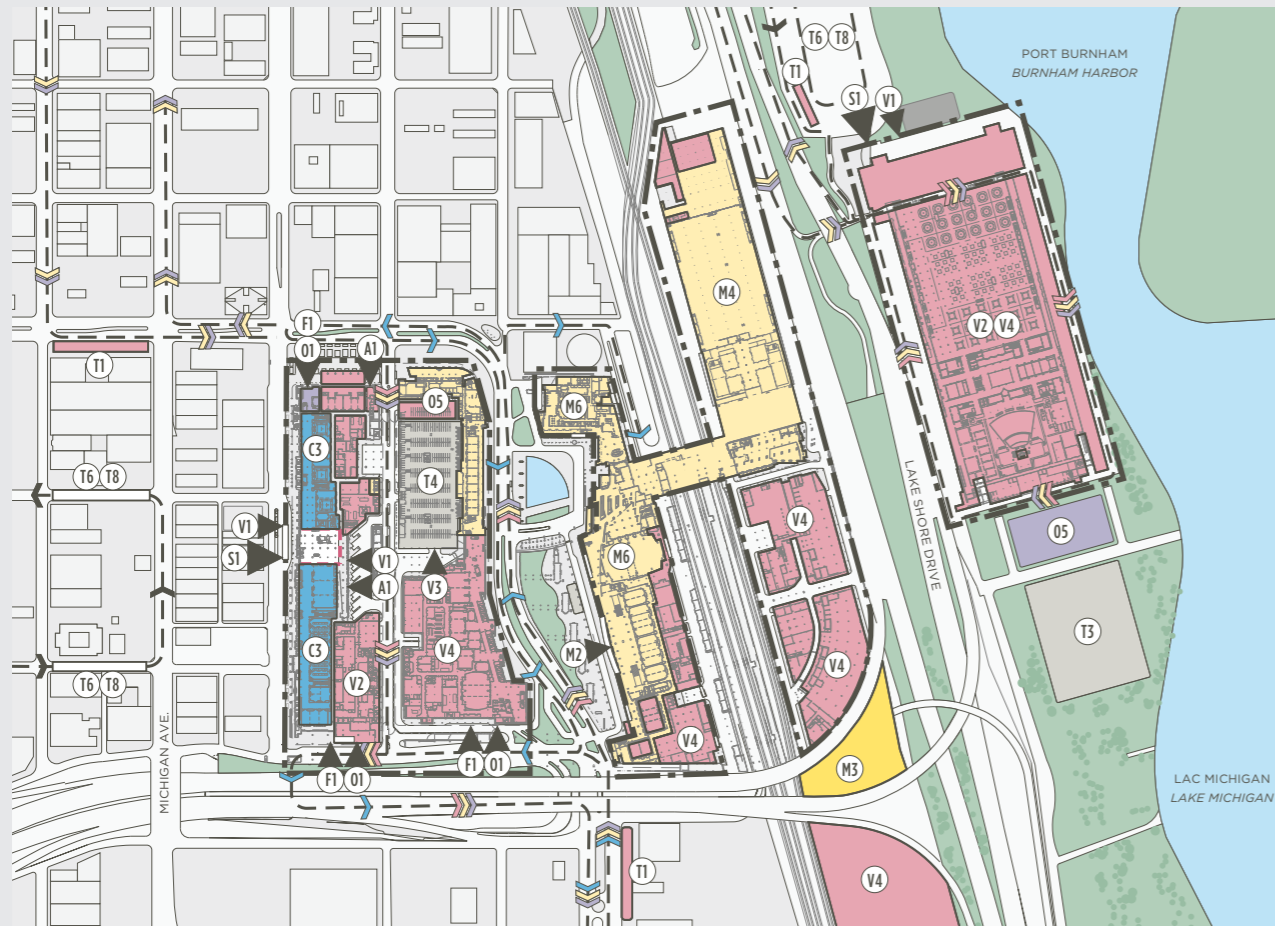 T6 T8
T1
S1 V1
PORT BURNHAM
BURNHAM HARBOR
M4
V2 V4
F1
O1
A1
T1
O5
M6
C3
T6 T8
T4
V1
S1
V1
V3
A1
M6
V4
O5
LAKE SHORE DRIVE
T3
C3
V2
V4
M2
V4
T6 T8
V4
F1 O1
F1 O1
M3
MICHIGAN AVE.
LAC MICHIGAN
LAKE MICHIGAN
T1
V4